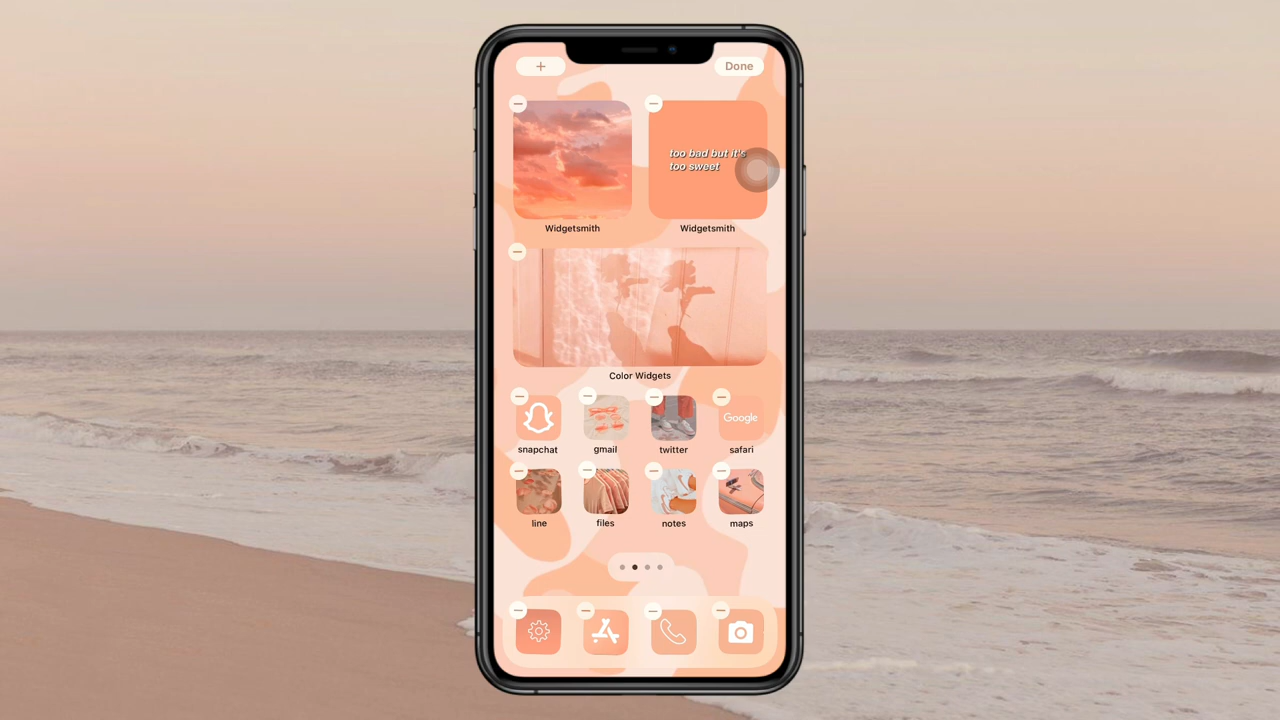 +
Done
too bad but it's
too sweet
Widgetsmith
Widgetsmith
Color Widgets
Google
snapchat
gmail
twitter
safari
line
files
notes
maps